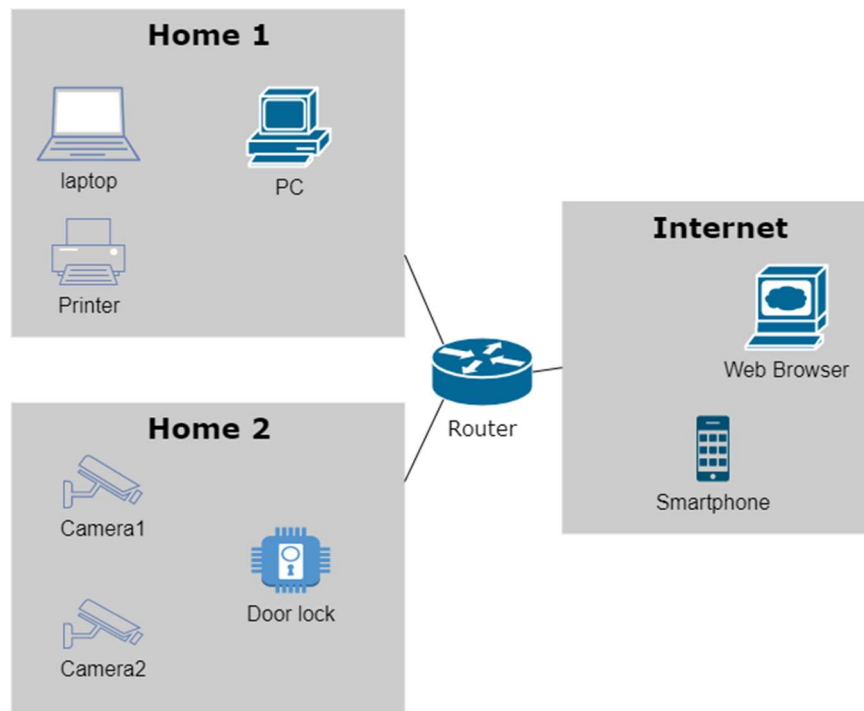 Home 1
laptop
PC
Printer
Home 2
Camera1
Door lock
Camera2
Router
Internet
Web Browser
Smartphone